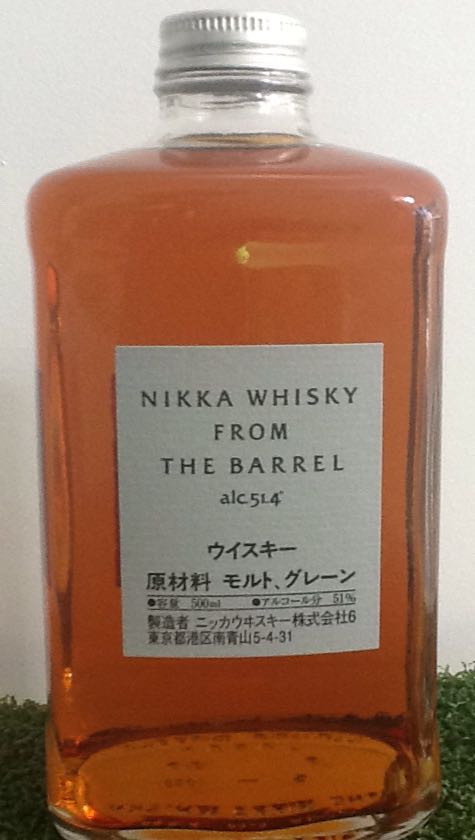 NIKKA WHISKY
FROM
THE BARREL
alc.51.4°
ウイスキー
原材料 モルト、グレーン
●容量 500ml ●アルコール分 51%
製造者 ニッカウヰスキー株式会社6
東京都港区南青山5-4-31